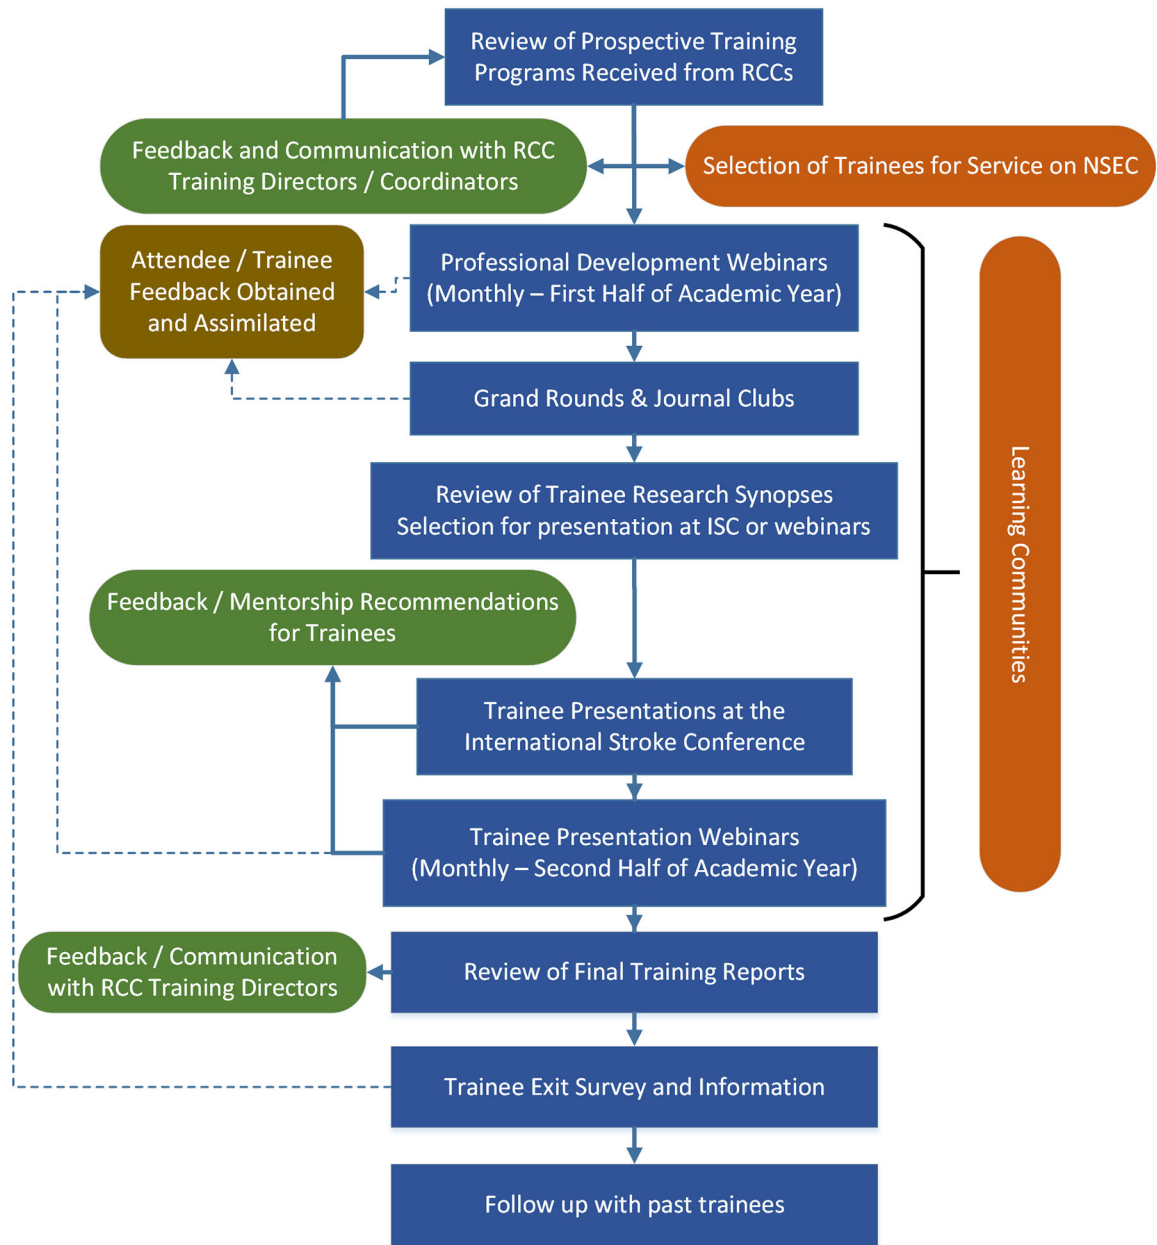 Review of Prospective Training
Programs Received from RCCs
Feedback and Communication with RCC
Training Directors / Coordinators
Selection of Trainees for Service on NSEC
Attendee / Trainee
Feedback Obtained
and Assimilated
Professional Development Webinars
(Monthly – First Half of Academic Year)
Grand Rounds & Journal Clubs
Review of Trainee Research Synopses
Selection for presentation at ISC or webinars
Learning Communities
Feedback / Mentorship Recommendations
for Trainees
Trainee Presentations at the
International Stroke Conference
Trainee Presentation Webinars
(Monthly – Second Half of Academic Year)
Feedback / Communication
with RCC Training Directors
Review of Final Training Reports
Trainee Exit Survey and Information
Follow up with past trainees